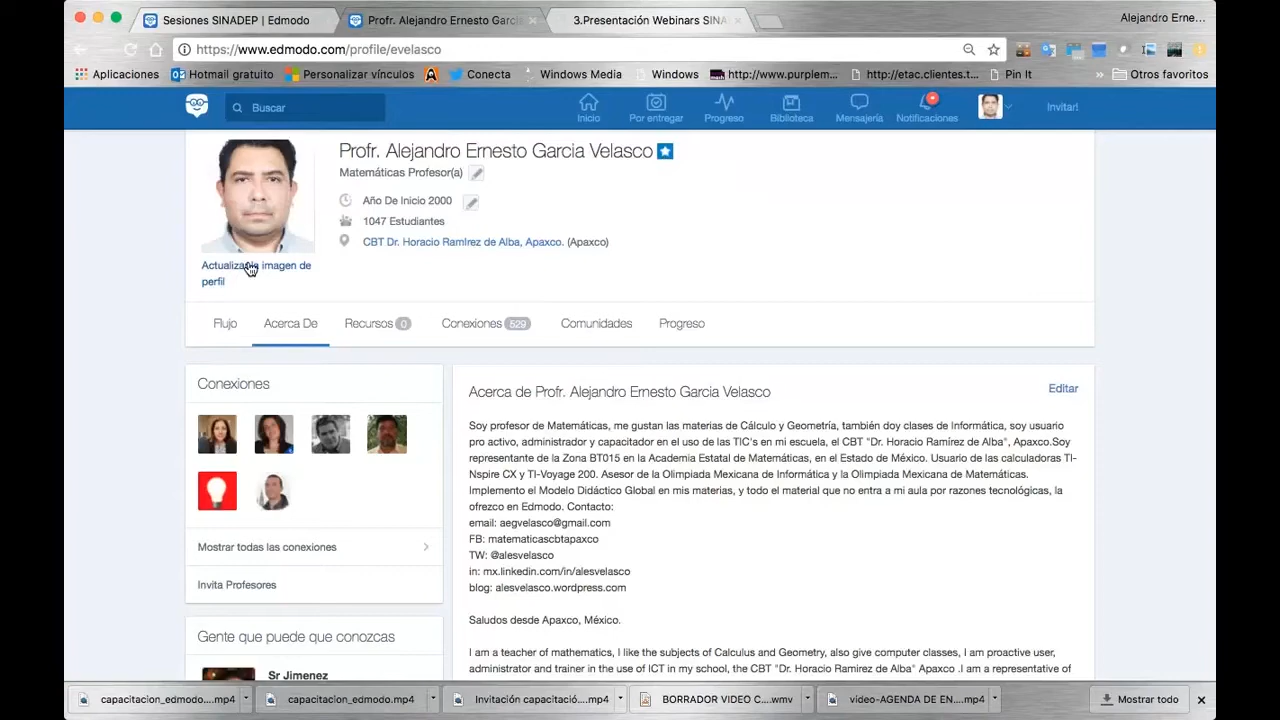 Sesiones SINADEP | Edmodo
Profr. Alejandro Ernesto Garci
3.Presentación Webinars SINA
Alejandro Erne...
https://www.edmodo.com/profile/evelasco
Aplicaciones
Hotmail gratuito
Personalizar vínculos
Conecta
Windows Media
Windows
http://www.purplem...
http://etac.clientes.t...
Pin It
»
Otros favoritos
Buscar
Inicio
Por entregar
Progreso
Biblioteca
Mensajería
Notificaciones
Invitar!
Profr. Alejandro Ernesto Garcia Velasco
Matemáticas Profesor(a)
Año De Inicio 2000
1047 Estudiantes
CBT Dr. Horacio RamIrez de Alba, Apaxco. (Apaxco)
Actualiza imagen de
perfil
Flujo
Acerca De
Recursos 0
Conexiones 529
Comunidades
Progreso
Conexiones
Mostrar todas las conexiones
Invita Profesores
Gente que puede que conozcas
Sr Jimenez
Acerca de Profr. Alejandro Ernesto Garcia Velasco
Editar
Soy profesor de Matemáticas, me gustan las materias de Cálculo y Geometría, también doy clases de Informática, soy usuario
pro activo, administrador y capacitador en el uso de las TIC's en mi escuela, el CBT "Dr. Horacio Ramírez de Alba", Apaxco.Soy
representante de la Zona BT015 en la Academia Estatal de Matemáticas, en el Estado de México. Usuario de las calculadoras TI-
Nspire CX y TI-Voyage 200. Asesor de la Olimpiada Mexicana de Informática y la Olimpiada Mexicana de Matemáticas.
Implemento el Modelo Didáctico Global en mis materias, y todo el material que no entra a mi aula por razones tecnológicas, la
ofrezco en Edmodo. Contacto:
email: aegvelasco@gmail.com
FB: matematicascbtapaxco
TW: @alesvelasco
in: mx.linkedin.com/in/alesvelasco
blog: alesvelasco.wordpress.com
Saludos desde Apaxco, México.
I am a teacher of mathematics, I like the subjects of Calculus and Geometry, also give computer classes, I am proactive user,
administrator and trainer in the use of ICT in my school, the CBT "Dr. Horacio Ramirez de Alba" Apaxco .I am a representative of
capacitacion_edmodo....mp4
capacitacion_edmodo.mp4
Invitación capacitació....mp4
BORRADOR VIDEO C....wmv
vídeo-AGENDA DE EN....mp4
Mostrar todo